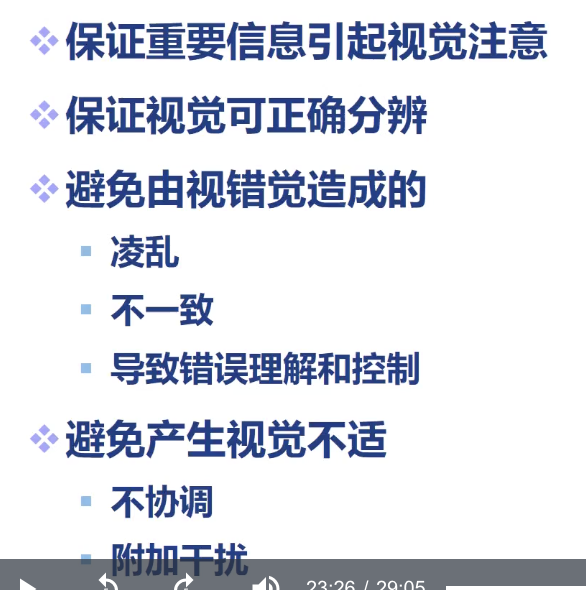 保证重要信息引起视觉注意
保证视觉可正确分辨
避免由视错觉造成的
凌乱
不一致
导致错误理解和控制
避免产生视觉不适
不协调
附加干扰
23:26 / 29:05